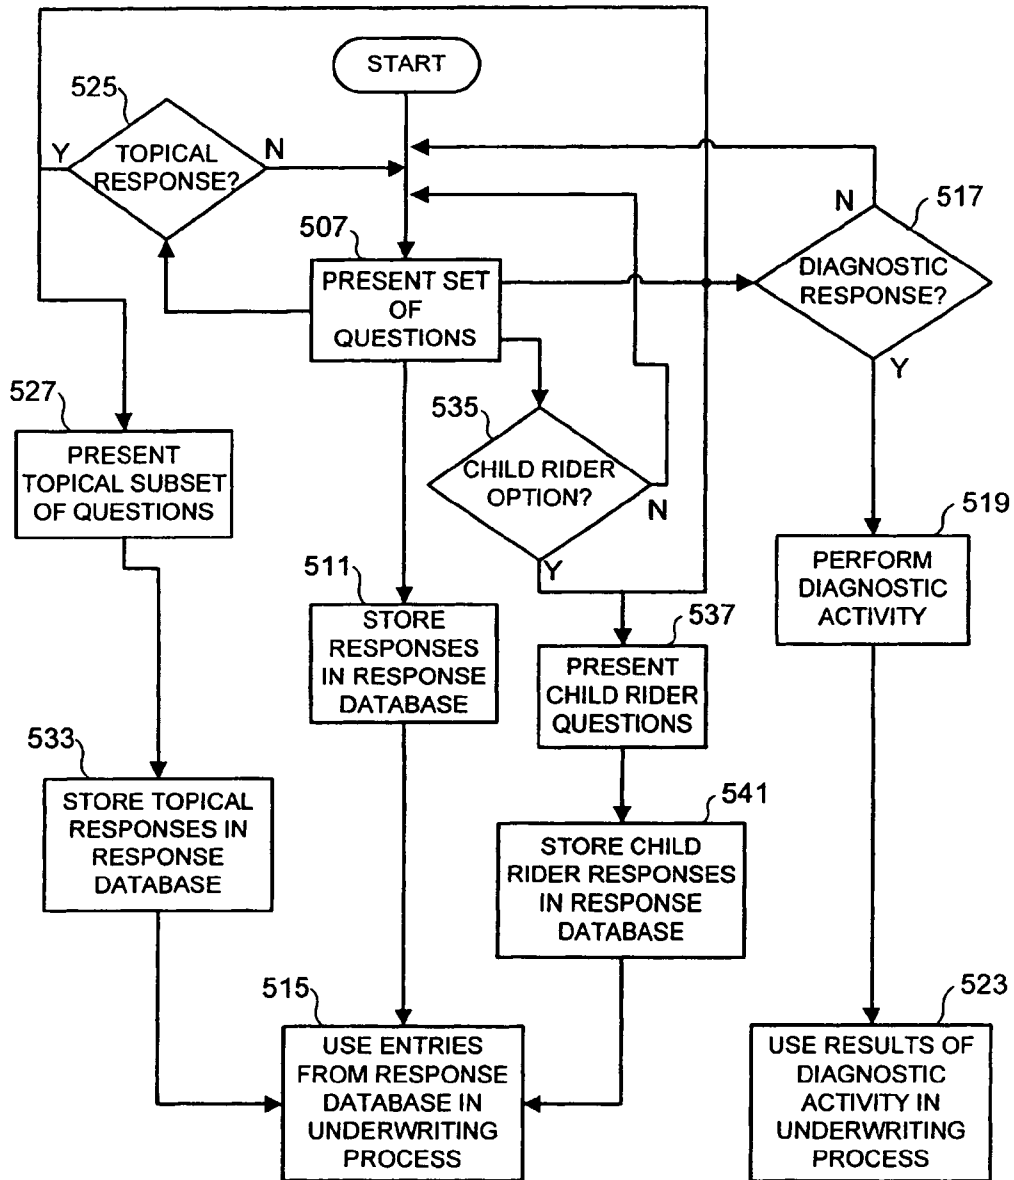 START
525
Y
TOPICAL
RESPONSE?
N
507
PRESENT SET
OF
QUESTIONS
N
517
DIAGNOSTIC
RESPONSE?
Y
527
PRESENT
TOPICAL SUBSET
OF QUESTIONS
535
CHILD RIDER
OPTION?
N
Y
519
PERFORM
DIAGNOSTIC
ACTIVITY
511
STORE
RESPONSES
IN RESPONSE
DATABASE
537
PRESENT
CHILD RIDER
QUESTIONS
533
STORE TOPICAL
RESPONSES IN
RESPONSE
DATABASE
541
STORE CHILD
RIDER RESPONSES
IN RESPONSE
DATABASE
515
USE ENTRIES
FROM RESPONSE
DATABASE IN
UNDERWRITING
PROCESS
523
USE RESULTS OF
DIAGNOSTIC
ACTIVITY IN
UNDERWRITING
PROCESS